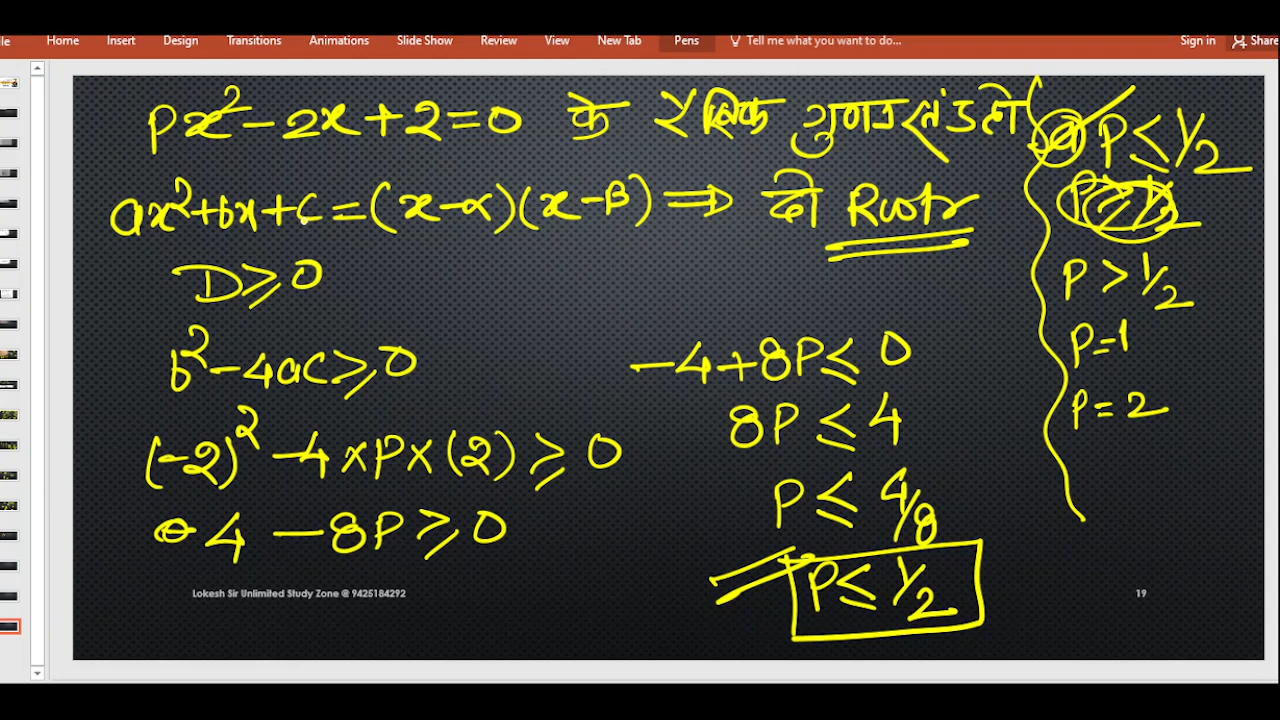 le Home Insert Design Transitions Animations Slide Show Review View New Tab Pens Tell me what you want to do... Sign in Share
px² - 2x + 2 = 0 के रैखिक गुणनखंड हो
ax² + bx + c = (x - α)(x - β) ⇒ दो Roots
D ≥ 0
b² - 4ac ≥ 0
(-2)² - 4 × P × (2) ≥ 0
4 - 8P ≥ 0
-4 + 8P ≤ 0
8P ≤ 4
P ≤ 4/8
P ≤ 1/2
P ≤ 1/2
P > 1/2
P = 1
P = 2
Lokesh Sir Unlimited Study Zone @ 9425184292
19